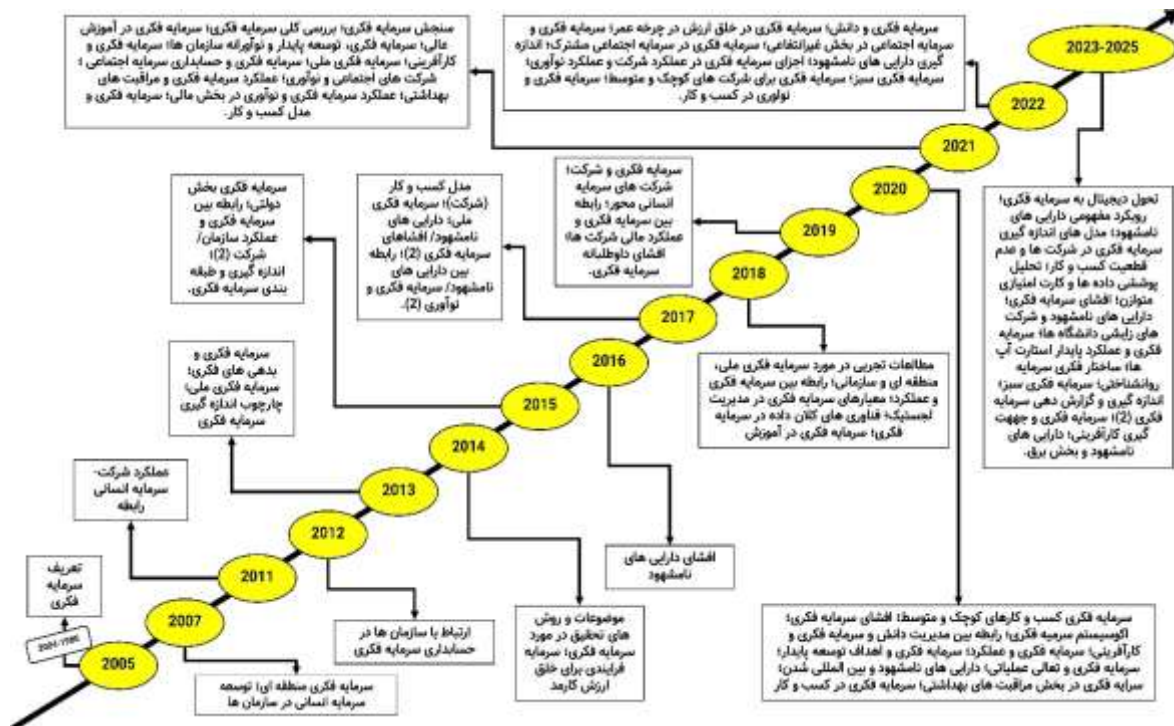 سنجش سرمایه فکری؛ بررسی کلی سرمایه فکری؛ سرمایه فکری در آموزش
عالی؛ سرمایه فکری، توسعه پایدار و نوآورانه سازمان ها؛ سرمایه فکری و
کارآفرینی؛ سرمایه فکری ملی؛ سرمایه فکری و حسابداری سرمایه اجتماعی ؛
شرکت های اجتماعی و نوآوری؛ عملکرد سرمایه فکری و مراقبت های
بهداشتی؛ عملکرد سرمایه فکری و نوآوری در بخش مالی؛ سرمایه فکری و
مدل کسب و کار.
سرمایه فکری و دانش؛ سرمایه فکری در خلق ارزش در چرخه عمر؛ سرمایه فکری و
سرمایه اجتماعی در بخش غیرانتفاعی؛ سرمایه فکری در سرمایه اجتماعی مشترک؛ اندازه
گیری دارایی های نامشهود؛ اجزای سرمایه فکری در عملکرد شرکت و عملکرد نوآوری؛
سرمایه فکری سبز؛ سرمایه فکری برای شرکت های کوچک و متوسط؛ سرمایه فکری و
نوآوری در کسب و کار.
2023-2025
2022
2021
2020
2019
2018
2017
2016
2015
2014
2013
2012
2011
2007
2005
سرمایه فکری بخش
دولتی؛ رابطه بین
سرمایه فکری و
عملکرد سازمان/
شرکت (2)؛
اندازه گیری و طبقه
بندی سرمایه فکری.
مدل کسب و کار
(شرکت)؛ سرمایه فکری
ملی؛ دارایی های
نامشهود/ افشاهای
سرمایه فکری (2)؛ رابطه
بین دارایی های
نامشهود/ سرمایه فکری و
نوآوری (2).
سرمایه فکری و شرکت؛
شرکت های سرمایه
انسانی محور؛ رابطه
بین سرمایه فکری و
عملکرد مالی شرکت ها؛
افشای داوطلبانه
سرمایه فکری.
تحول دیجیتال به سرمایه فکری؛
رویکرد مفهومی دارایی های
نامشهود؛ مدل های اندازه گیری
سرمایه فکری در شرکت ها و عدم
قطعیت کسب و کار؛ تحلیل
پوششی داده ها و کارت امتیازی
متوازن؛ افشای سرمایه فکری؛
دارایی های نامشهود و شرکت
های زایشی دانشگاه ها؛ سرمایه
فکری و عملکرد پایدار استارت آپ
ها؛ ساختار فکری سرمایه
روانشناختی؛ سرمایه فکری سبز؛
اندازه گیری و گزارش دهی سرمایه
فکری (2)؛ سرمایه فکری و جهت
گیری کارآفرینی؛ دارایی های
نامشهود و بخش برق.
مطالعات تجربی در مورد سرمایه فکری ملی،
منطقه ای و سازمانی؛ رابطه بین سرمایه فکری
و عملکرد؛ معیارهای سرمایه فکری در مدیریت
لجستیک؛ فناوری های کلان داده در سرمایه
فکری؛ سرمایه فکری در آموزش
سرمایه فکری و
بدهی های فکری؛
سرمایه فکری ملی؛
چارچوب اندازه گیری
سرمایه فکری
عملکرد شرکت-
سرمایه انسانی
رابطه
تعریف
سرمایه
فکری
افشای دارایی های
نامشهود
ارتباط با سازمان ها در
حسابداری سرمایه فکری
موضوعات و روش
های تحقیق در مورد
سرمایه فکری؛ سرمایه
فرایندی برای خلق
ارزش کارمد
سرمایه فکری منطقه ای؛ توسعه
سرمایه انسانی در سازمان ها
سرمایه فکری کسب و کارهای کوچک و متوسط؛ افشای سرمایه فکری؛
اکوسیستم سرمیه فکری؛ رابطه بین مدیریت دانش و سرمایه فکری و
کارآفرینی؛ سرمایه فکری و عملکرد؛ سرمایه فکری و اهداف توسعه پایدار؛
سرمایه فکری و تعالی عملیاتی؛ دارایی های نامشهود و بین المللی شدن؛
سرایه فکری در بخش مراقبت های بهداشتی؛ سرمایه فکری در کسب و کار